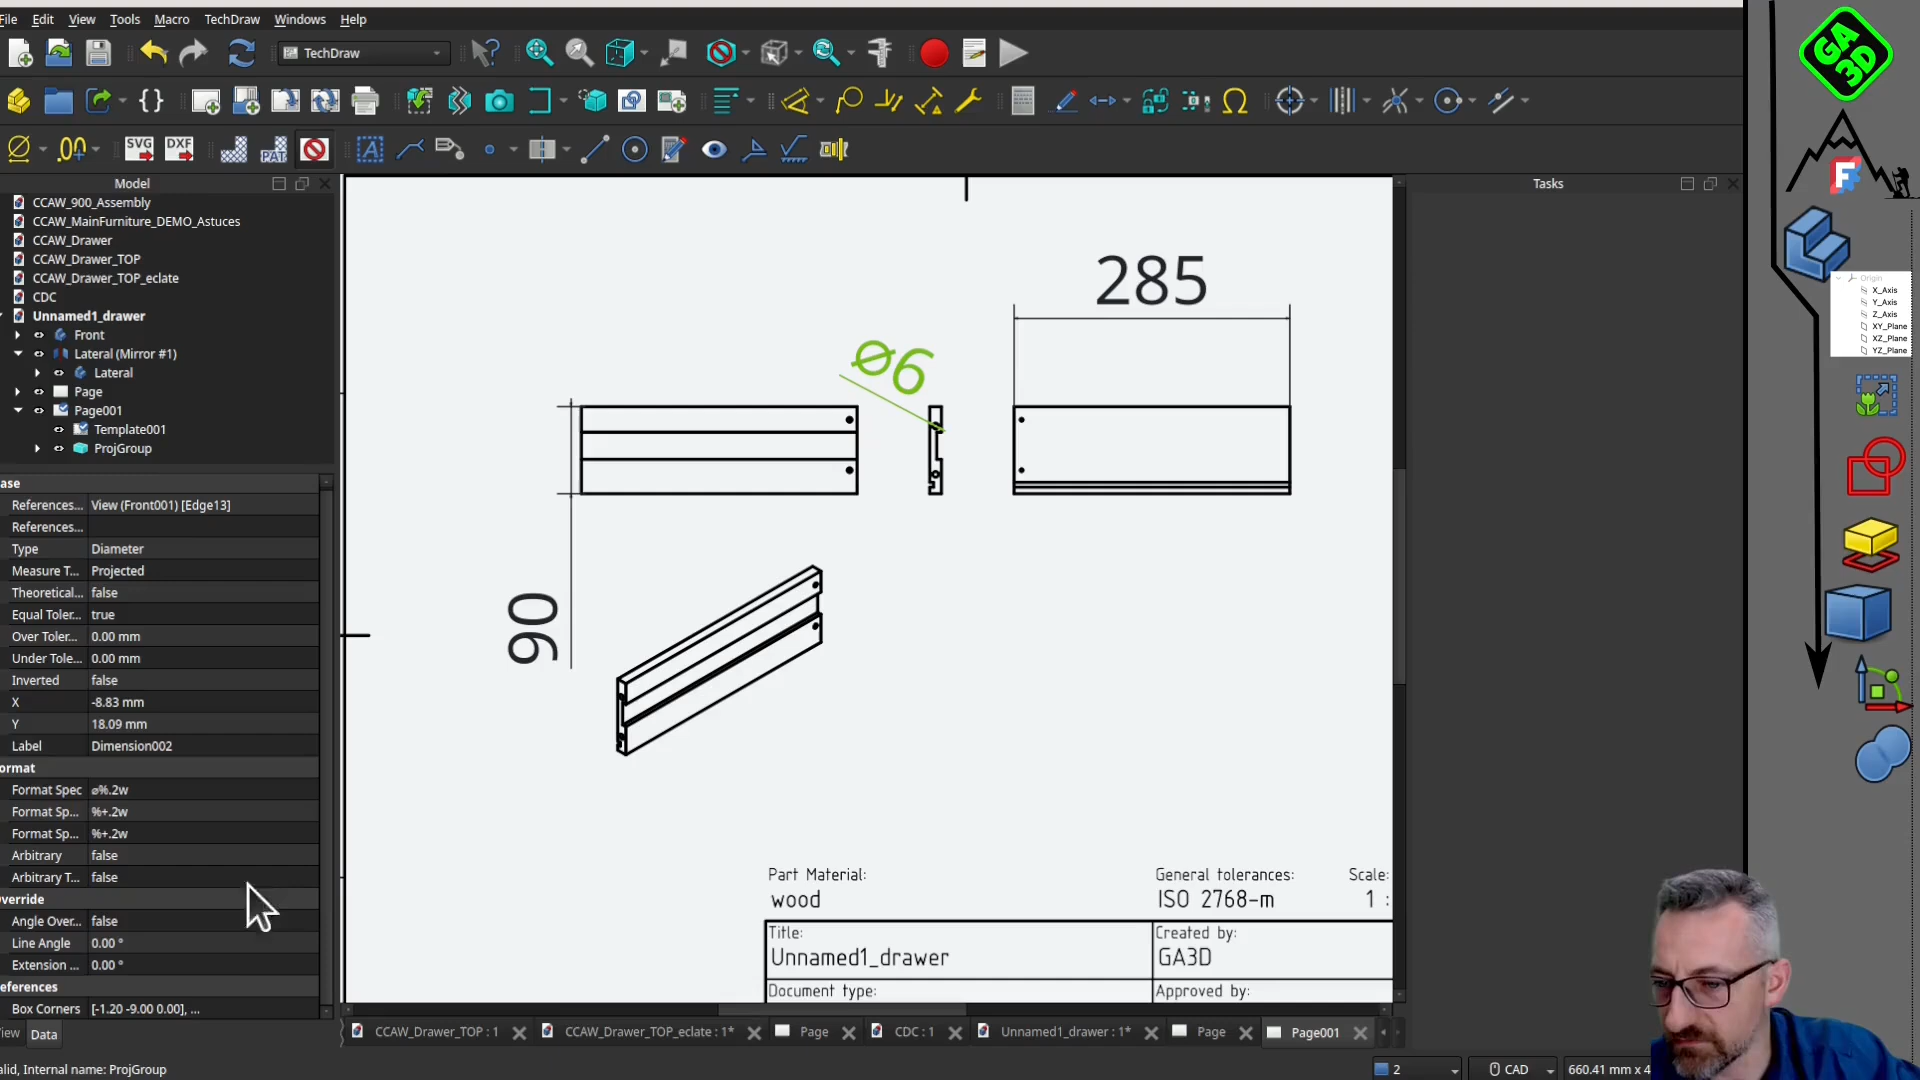 File Edit View Tools Macro TechDraw Windows Help
TechDraw
SVG DXF PAT
Model
Tasks
CCAW_900_Assembly
CCAW_MainFurniture_DEMO_Astuces
CCAW_Drawer
CCAW_Drawer_TOP
CCAW_Drawer_TOP_eclate
CDC
Unnamed1_drawer
Front
Lateral (Mirror #1)
Lateral
Page
Page001
Template001
ProjGroup
ase
References... View (Front001) [Edge13]
References...
Type Diameter
Measure T... Projected
Theoretical... false
Equal Toler... true
Over Toler... 0.00 mm
Under Tole... 0.00 mm
Inverted false
X -8.83 mm
Y 18.09 mm
Label Dimension002
ormat
Format Spec ⌀%.2w
Format Sp... %+.2w
Format Sp... %+.2w
Arbitrary false
Arbitrary T... false
verride
Angle Over... false
Line Angle 0.00 °
Extension ... 0.00 °
eferences
Box Corners [-1.20 -9.00 0.00], ...
iew Data
285
⌀6
90
Part Material:
wood
General tolerances:
ISO 2768-m
Scale:
1 :
Title:
Unnamed1_drawer
Created by:
GA3D
Document type:
Approved by:
CCAW_Drawer_TOP : 1 CCAW_Drawer_TOP_eclate : 1* Page CDC : 1 Unnamed1_drawer : 1* Page Page001
alid, Internal name: ProjGroup
2 CAD 660.41 mm x 4
GA
3D
F
Origin
X_Axis
Y_Axis
Z_Axis
XY_Plane
XZ_Plane
YZ_Plane